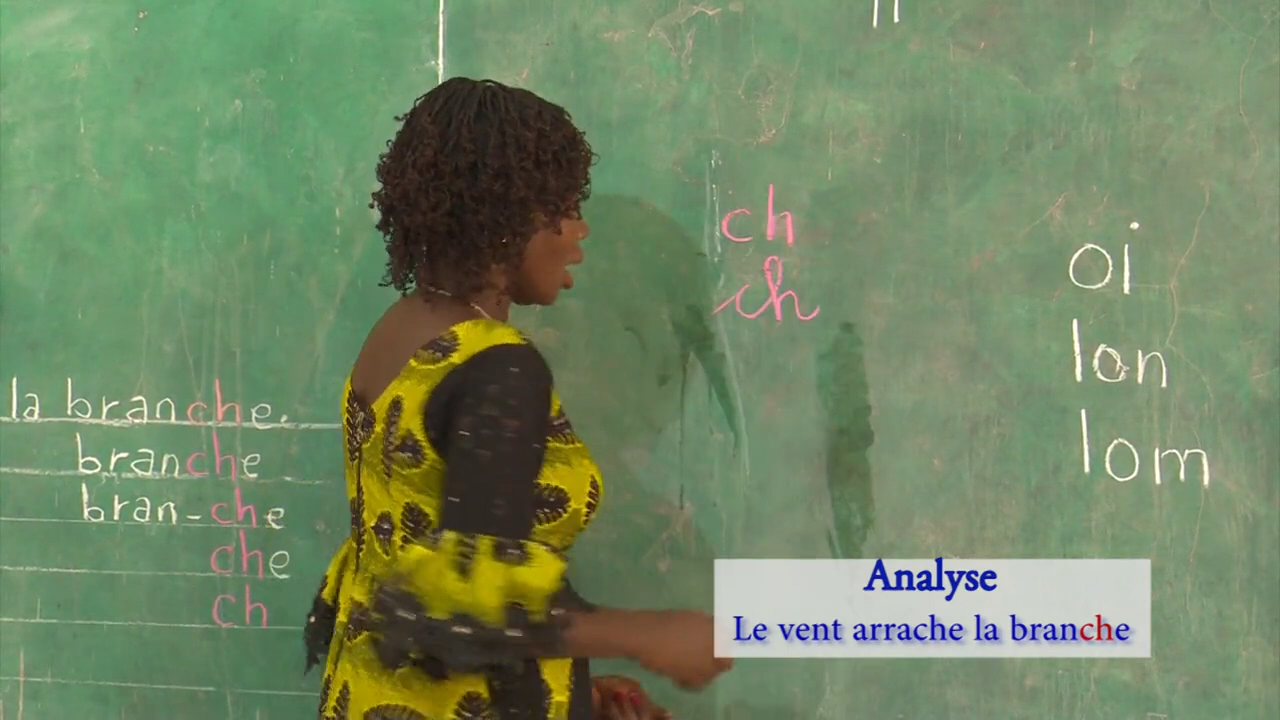 la branche.
branche
bran-che
che
ch
ch
ch
oi
lon
lom
Analyse
Le vent arrache la branche